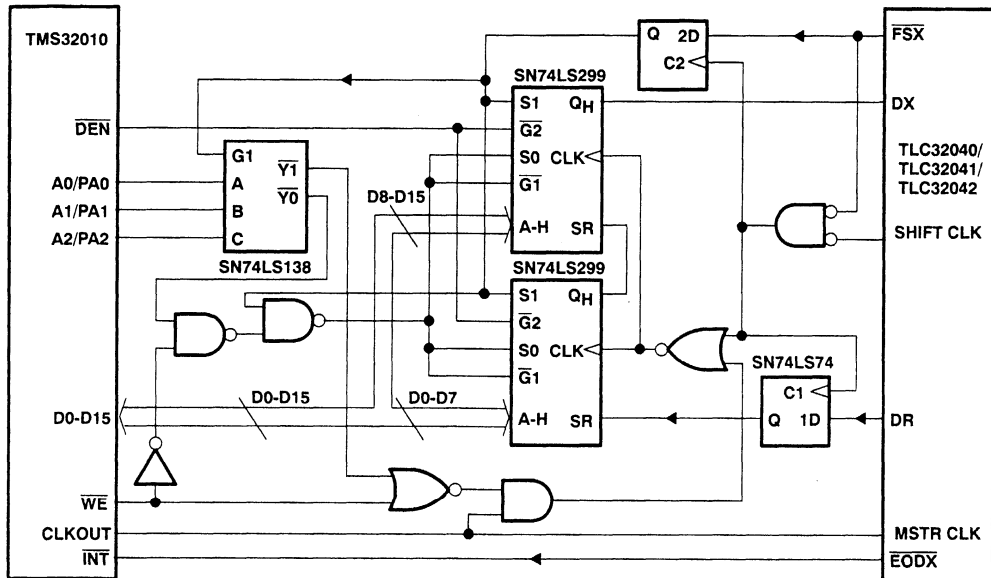 TMS32010
DEN
A0/PA0
A1/PA1
A2/PA2
D0-D15
WE
CLKOUT
INT
G1
A
B
C
Y1
Y0
SN74LS138
D8-D15
D0-D15
D0-D7
SN74LS299
S1
QH
G2
S0
CLK
G1
A-H
SR
SN74LS299
S1
QH
G2
S0
CLK
G1
A-H
SR
Q
2D
C2
SN74LS74
C1
Q
1D
FSX
DX
TLC32040/
TLC32041/
TLC32042
SHIFT CLK
DR
MSTR CLK
EODX